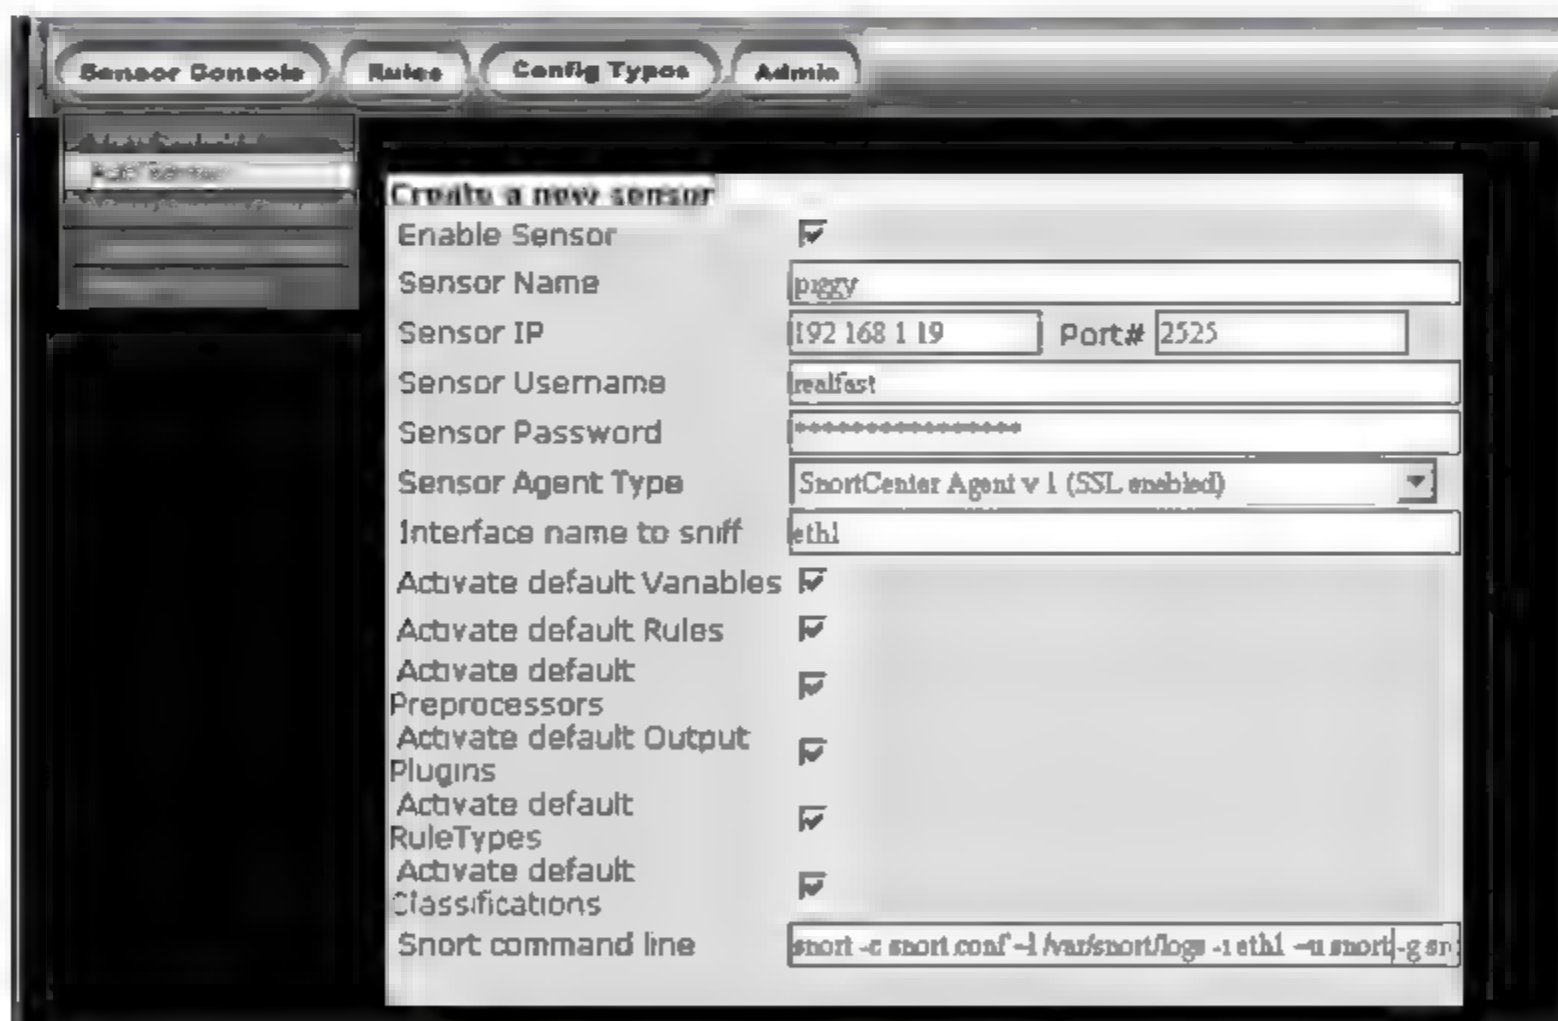 Sensor Console Rules Config Types Admin
Create a new sensor
Enable Sensor
Sensor Name piggy
Sensor IP 192 168 1 19 Port# 2525
Sensor Username realfast
Sensor Password ****************
Sensor Agent Type SnortCenter Agent v 1 (SSL enabled)
Interface name to sniff eth1
Activate default Variables
Activate default Rules
Activate default
Preprocessors
Activate default Output
Plugins
Activate default
RuleTypes
Activate default
Classifications
Snort command line snort -c snort.conf -l /var/snort/logs -i eth1 -u snort -g sn